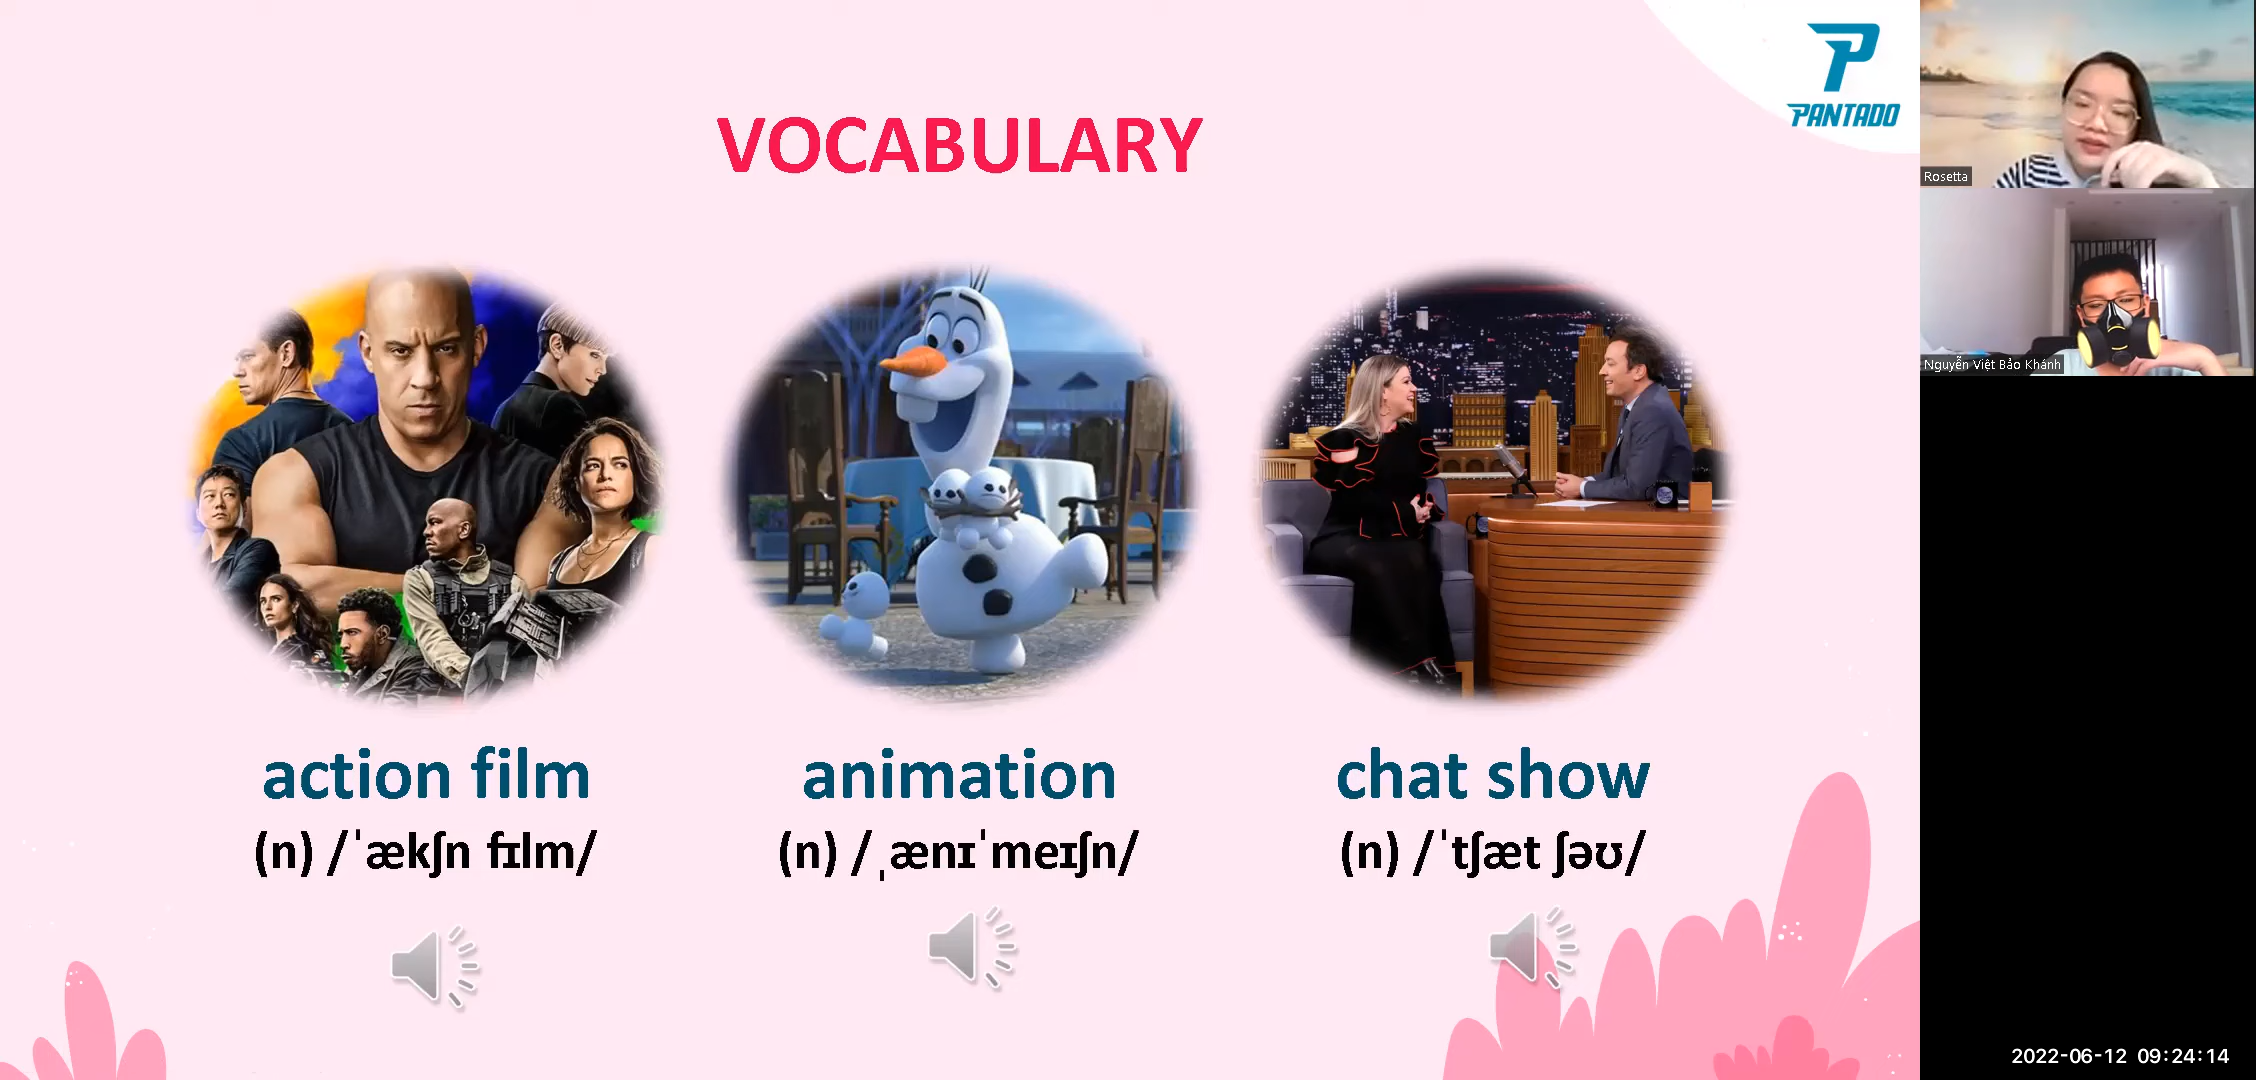 PANTADO
VOCABULARY
Rosetta
Nguyễn Việt Bảo Khánh
action film
(n) /ˈækʃn fɪlm/
animation
(n) /ˌænɪˈmeɪʃn/
chat show
(n) /ˈtʃæt ʃəʊ/
2022-06-12 09:24:14